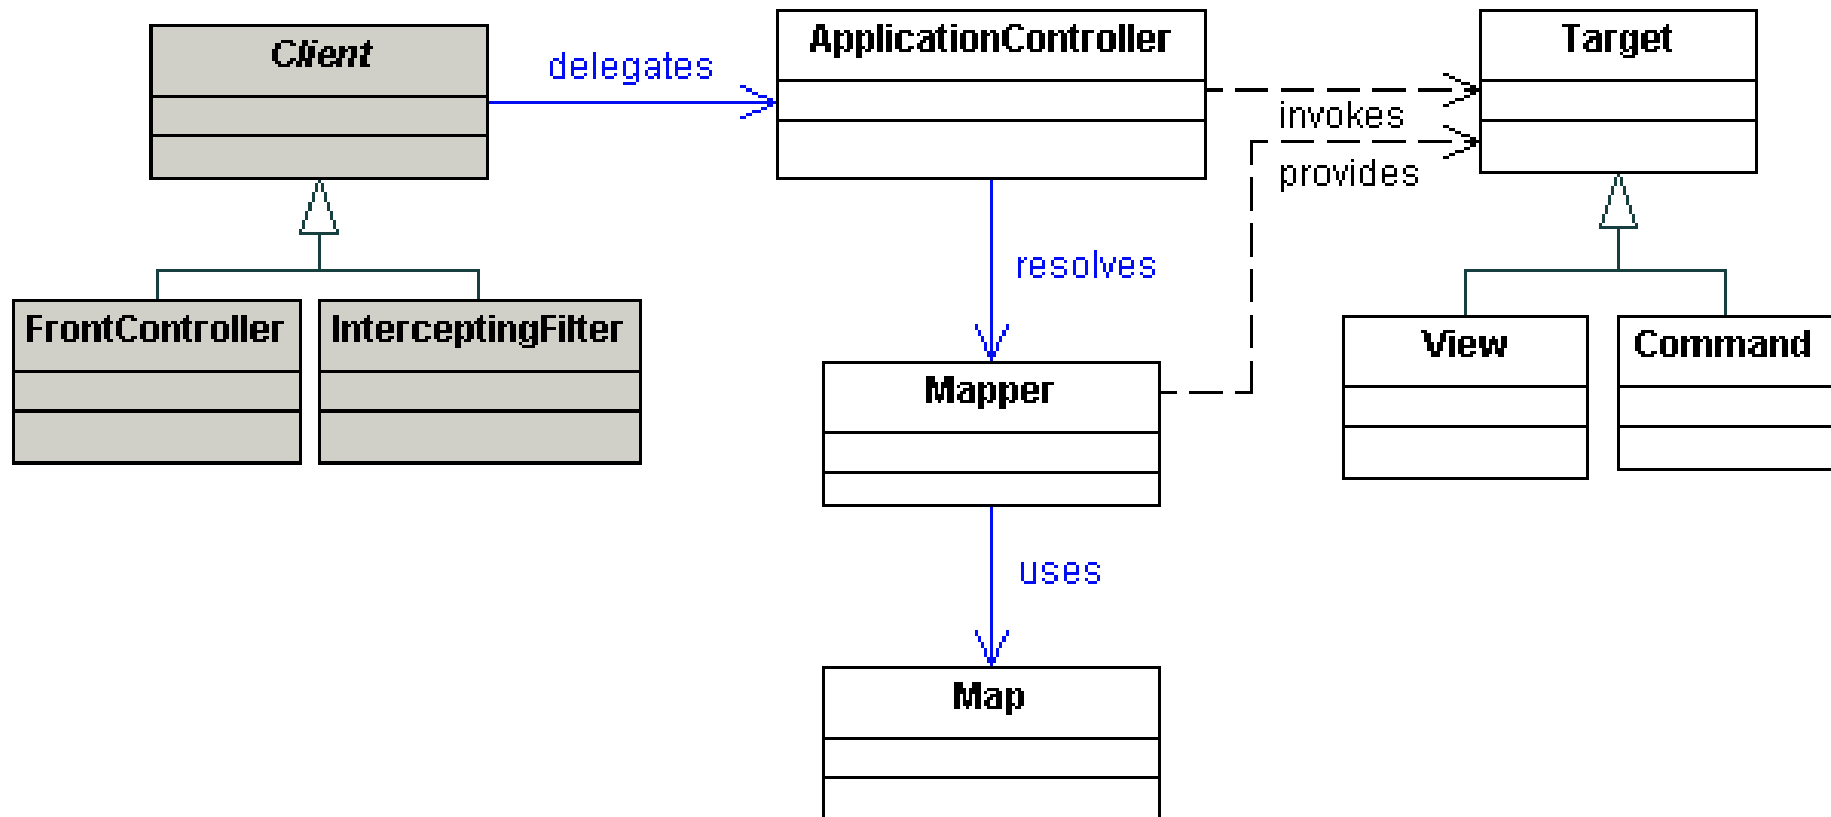 Client
delegates
ApplicationController
invokes
provides
Target
resolves
FrontController
InterceptingFilter
View
Command
Mapper
uses
Map